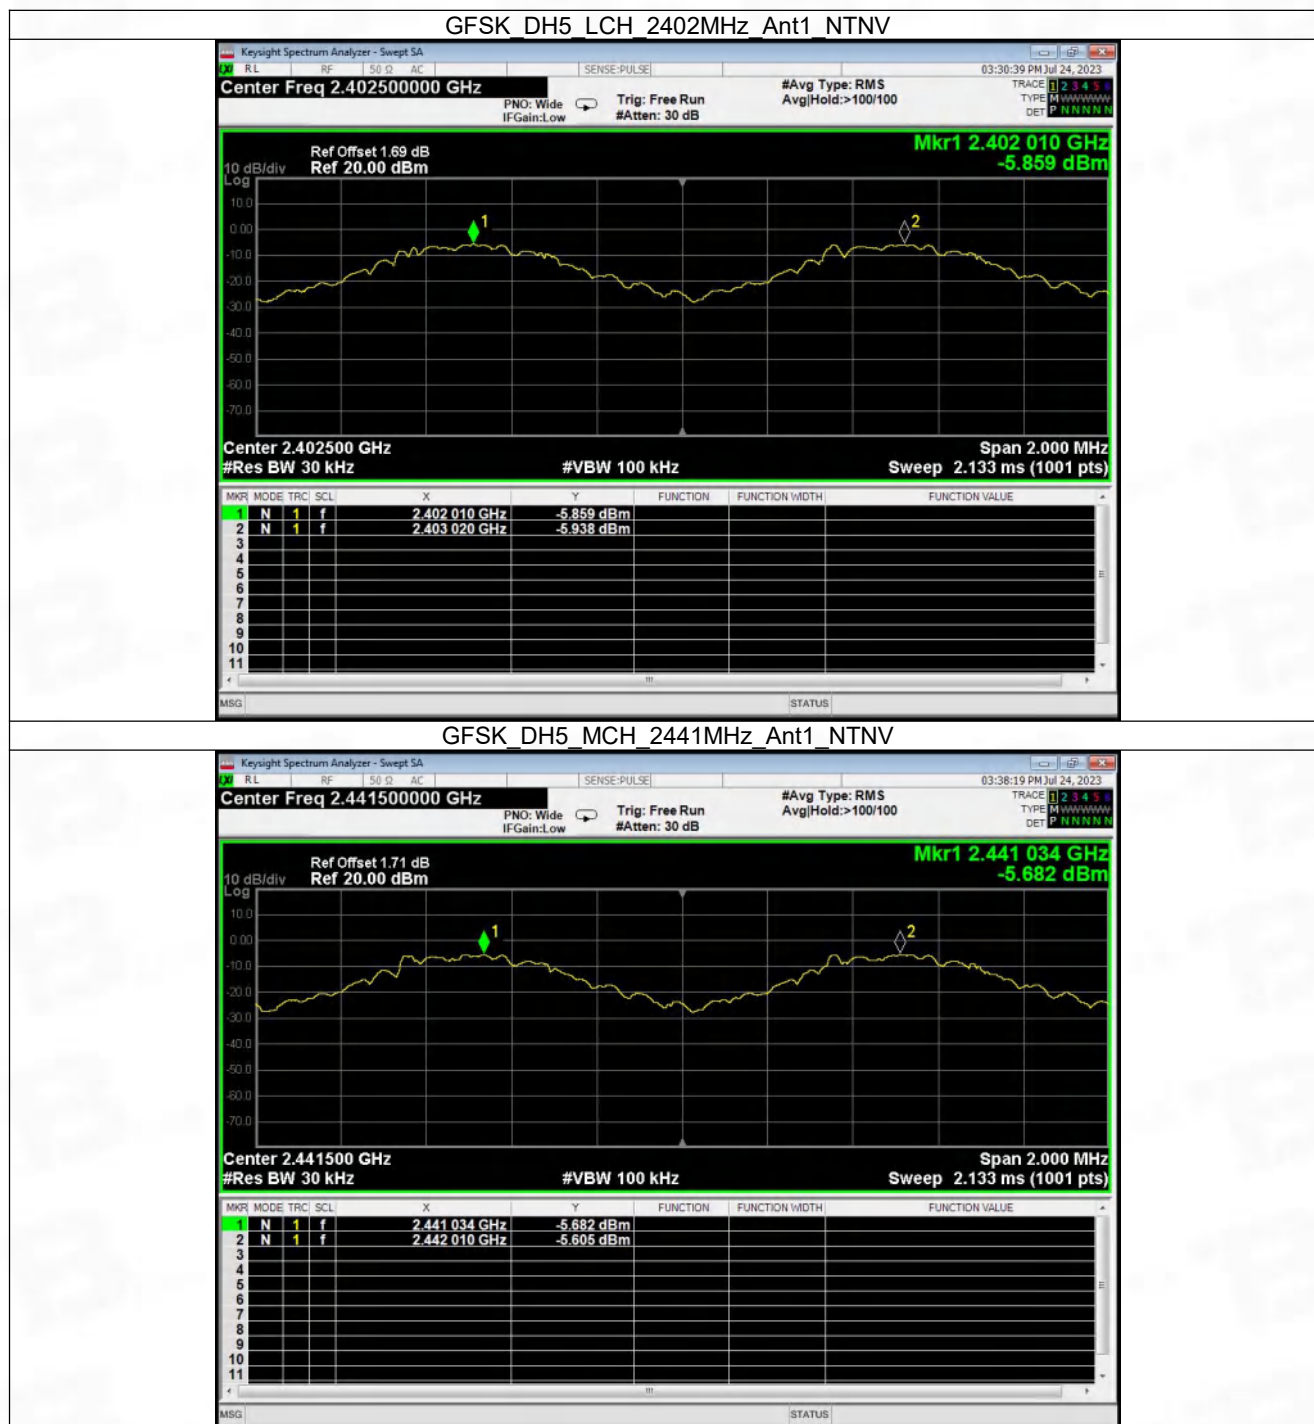 GFSK_DH5_LCH_2402MHz_Ant1_NTNV
Keysight Spectrum Analyzer - Swept SA
RL RF 50 Ω AC SENSE:PULSE 03:30:39 PM Jul 24, 2023
Center Freq 2.402500000 GHz #Avg Type: RMS TRACE 1 2 3 4 5 6
PNO: Wide Trig: Free Run Avg|Hold:>100/100 TYPE M WWWWW
IFGain:Low #Atten: 30 dB DET P N N N N N
Mkr1 2.402 010 GHz
-5.859 dBm
Ref Offset 1.69 dB
10 dB/div Ref 20.00 dBm
Log
10.0
0.00
-10.0
-20.0
-30.0
-40.0
-50.0
-60.0
-70.0
1
2
Center 2.402500 GHz Span 2.000 MHz
#Res BW 30 kHz #VBW 100 kHz Sweep 2.133 ms (1001 pts)
MKR MODE TRC SCL X Y FUNCTION FUNCTION WIDTH FUNCTION VALUE
1 N 1 f 2.402 010 GHz -5.859 dBm
2 N 1 f 2.403 020 GHz -5.938 dBm
3
4
5
6
7
8
9
10
11
MSG STATUS
GFSK_DH5_MCH_2441MHz_Ant1_NTNV
Keysight Spectrum Analyzer - Swept SA
RL RF 50 Ω AC SENSE:PULSE 03:38:19 PM Jul 24, 2023
Center Freq 2.441500000 GHz #Avg Type: RMS TRACE 1 2 3 4 5 6
PNO: Wide Trig: Free Run Avg|Hold:>100/100 TYPE M WWWWW
IFGain:Low #Atten: 30 dB DET P N N N N N
Mkr1 2.441 034 GHz
-5.682 dBm
Ref Offset 1.71 dB
10 dB/div Ref 20.00 dBm
Log
10.0
0.00
-10.0
-20.0
-30.0
-40.0
-50.0
-60.0
-70.0
1
2
Center 2.441500 GHz Span 2.000 MHz
#Res BW 30 kHz #VBW 100 kHz Sweep 2.133 ms (1001 pts)
MKR MODE TRC SCL X Y FUNCTION FUNCTION WIDTH FUNCTION VALUE
1 N 1 f 2.441 034 GHz -5.682 dBm
2 N 1 f 2.442 010 GHz -5.605 dBm
3
4
5
6
7
8
9
10
11
MSG STATUS